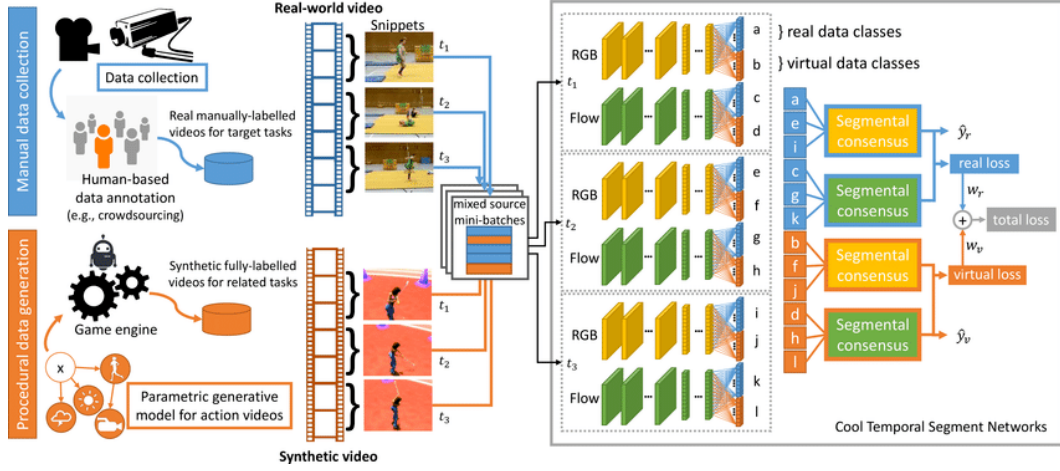 Manual data collection
Data collection
Real manually-labelled
videos for target tasks
Human-based
data annotation
(e.g., crowdsourcing)
Procedural data generation
Synthetic fully-labelled
videos for related tasks
Game engine
x
Parametric generative
model for action videos
Real-world video
Snippets
t1
t2
t3
mixed source
mini-batches
t1
t2
t3
Synthetic video
t1
RGB
Flow
a
b
c
d
t2
RGB
Flow
e
f
g
h
t3
RGB
Flow
i
j
k
l
} real data classes
} virtual data classes
a
e
i
Segmental
consensus
c
g
k
Segmental
consensus
b
f
j
Segmental
consensus
d
h
l
Segmental
consensus
ŷr
real loss
wr
+
total loss
wv
virtual loss
ŷv
Cool Temporal Segment Networks